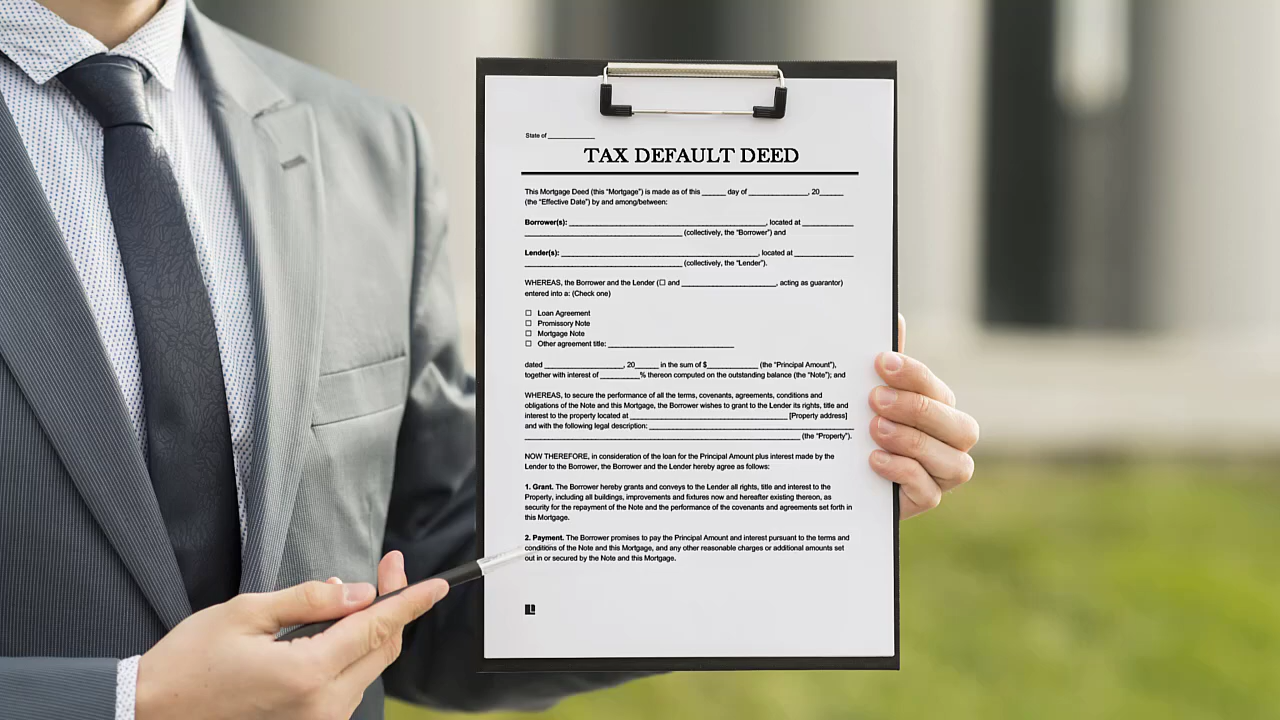 State of ____________
TAX DEFAULT DEED
This Mortgage Deed (this “Mortgage”) is made as of this ______ day of _______________, 20______
(the “Effective Date”) by and among/between:
Borrower(s): __________________________________________________, located at _____________
________________________________________ (collectively, the “Borrower”) and
Lender(s): __________________________________________________, located at _______________
________________________________________ (collectively, the “Lender”).
WHEREAS, the Borrower and the Lender (☐ and ________________________, acting as guarantor)
entered into a: (Check one)
☐ Loan Agreement
☐ Promissory Note
☐ Mortgage Note
☐ Other agreement title: ________________________________
dated ____________________, 20______ in the sum of $_____________ (the “Principal Amount”),
together with interest of __________% thereon computed on the outstanding balance (the “Note”); and
WHEREAS, to secure the performance of all the terms, covenants, agreements, conditions and
obligations of the Note and this Mortgage, the Borrower wishes to grant to the Lender its rights, title and
interest to the property located at ________________________________________ [Property address]
and with the following legal description: ____________________________________________________
______________________________________________________________________ (the “Property”).
NOW THEREFORE, in consideration of the loan for the Principal Amount plus interest made by the
Lender to the Borrower, the Borrower and the Lender hereby agree as follows:
1. Grant. The Borrower hereby grants and conveys to the Lender all rights, title and interest to the
Property, including all buildings, improvements and fixtures now and hereafter existing thereron, as
security for the repayment of the Note and the performance of the covenants and agreements set forth in
this Mortgage.
2. Payment. The Borrower promises to pay the Principal Amount and interest pursuant to the terms and
conditions of the Note and this Mortgage, and any other reasonable charges or additional amounts set
out in or secured by the Note and this Mortgage.